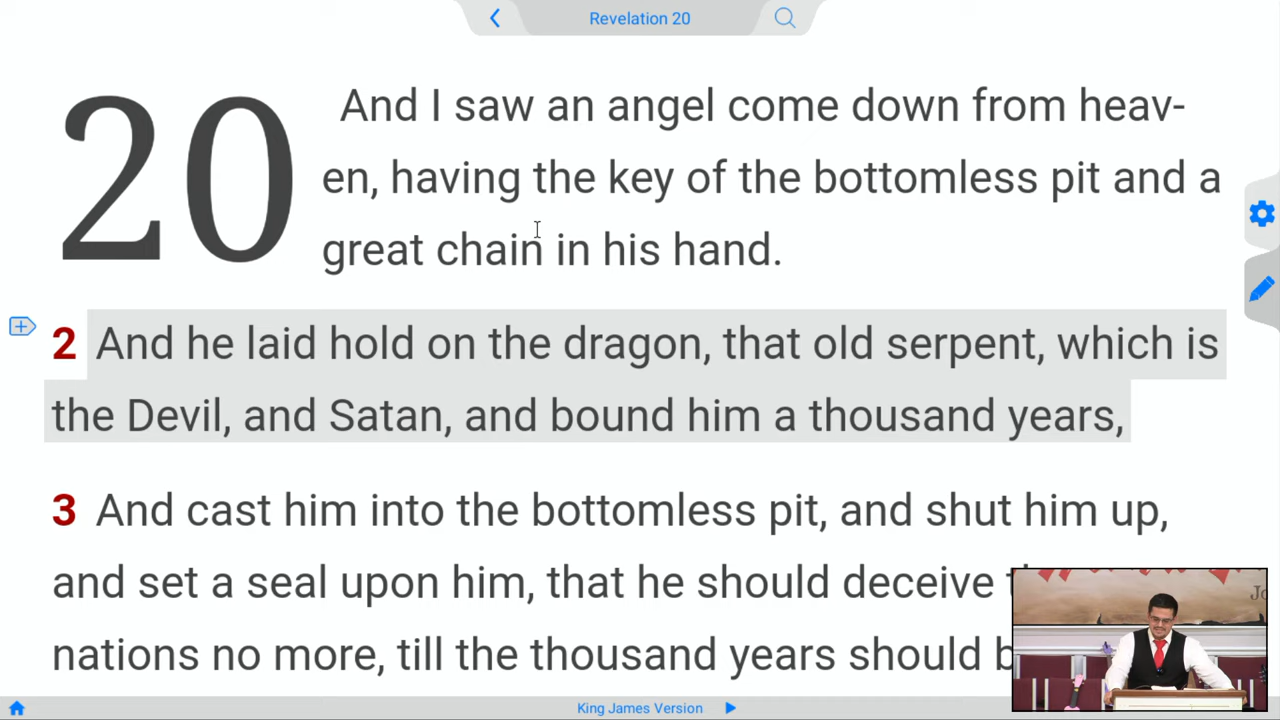 Revelation 20
20 And I saw an angel come down from heav-
en, having the key of the bottomless pit and a
great chain in his hand.
2 And he laid hold on the dragon, that old serpent, which is
the Devil, and Satan, and bound him a thousand years,
3 And cast him into the bottomless pit, and shut him up,
and set a seal upon him, that he should deceive
nations no more, till the thousand years should
King James Version